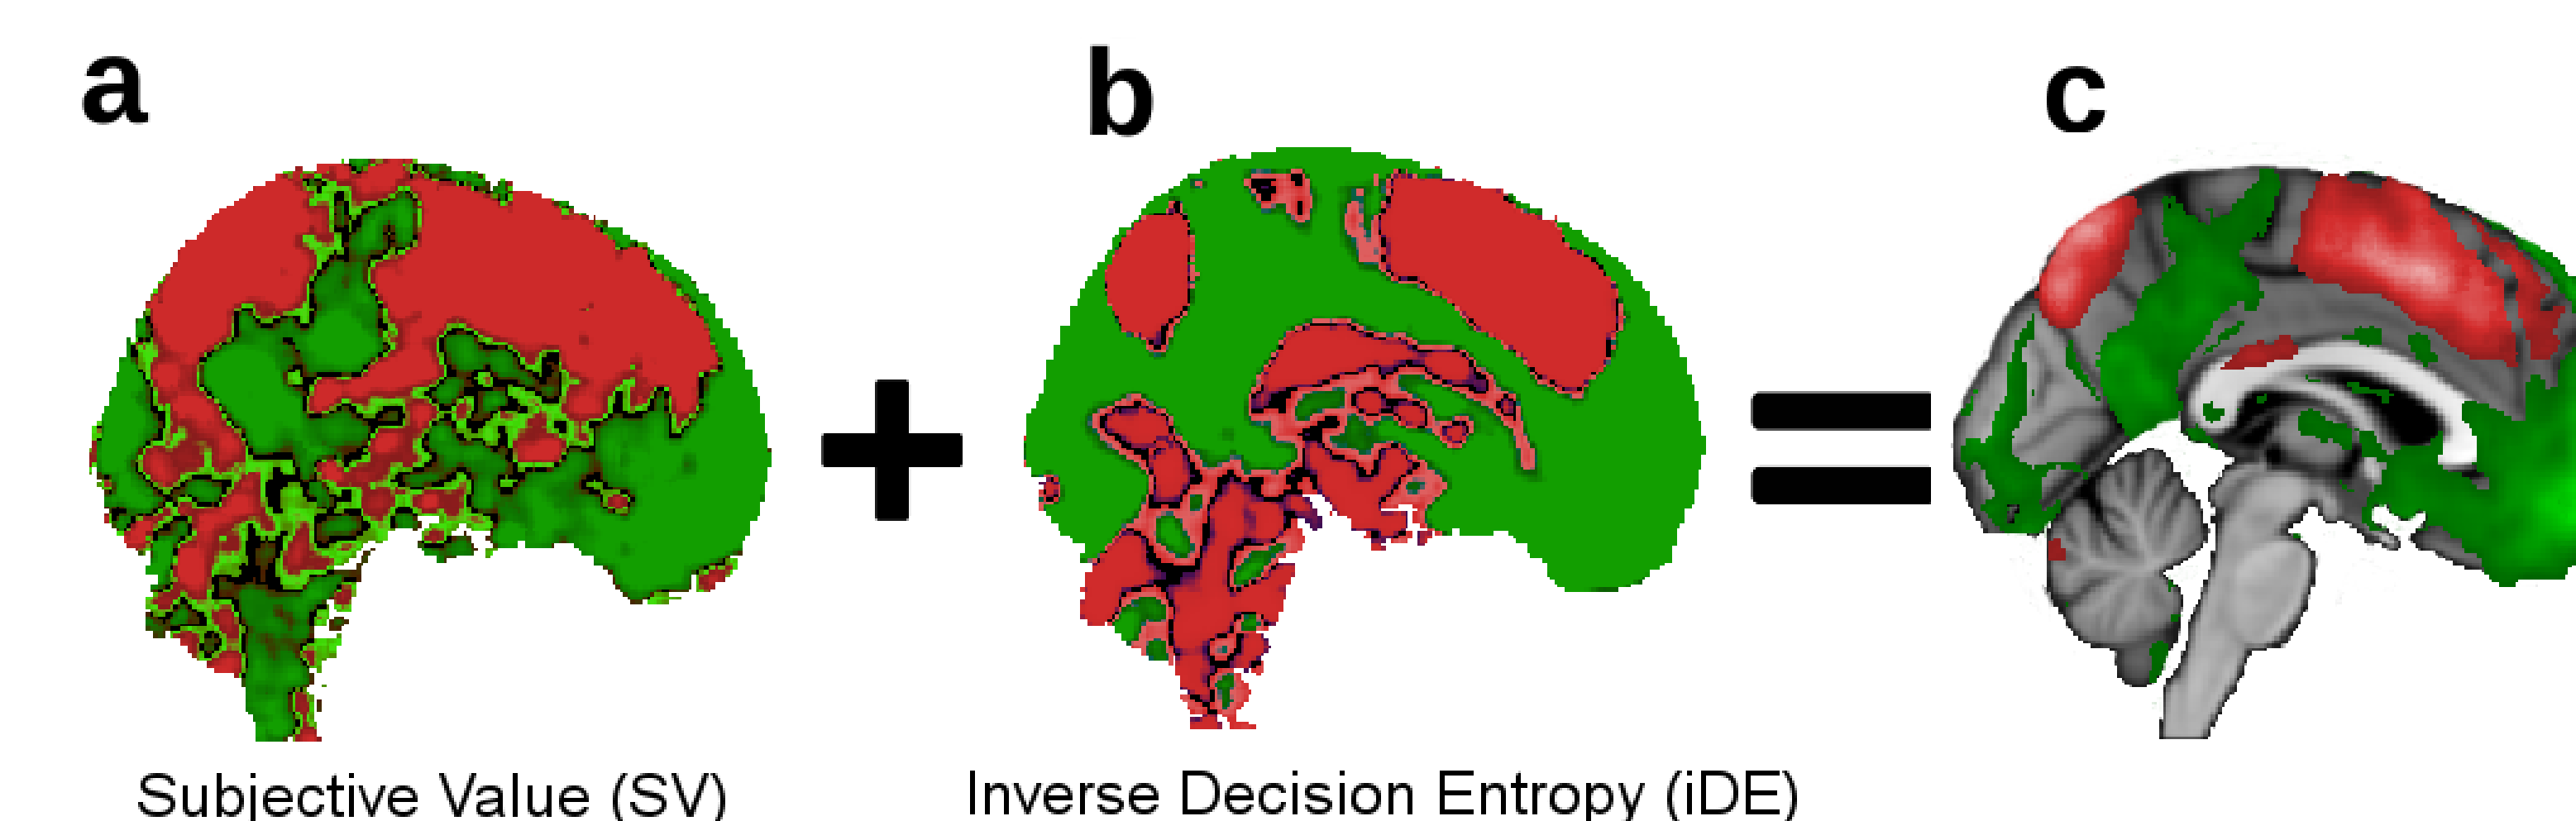 a
b
c
+
=
Subjective Value (SV)
Inverse Decision Entropy (iDE)